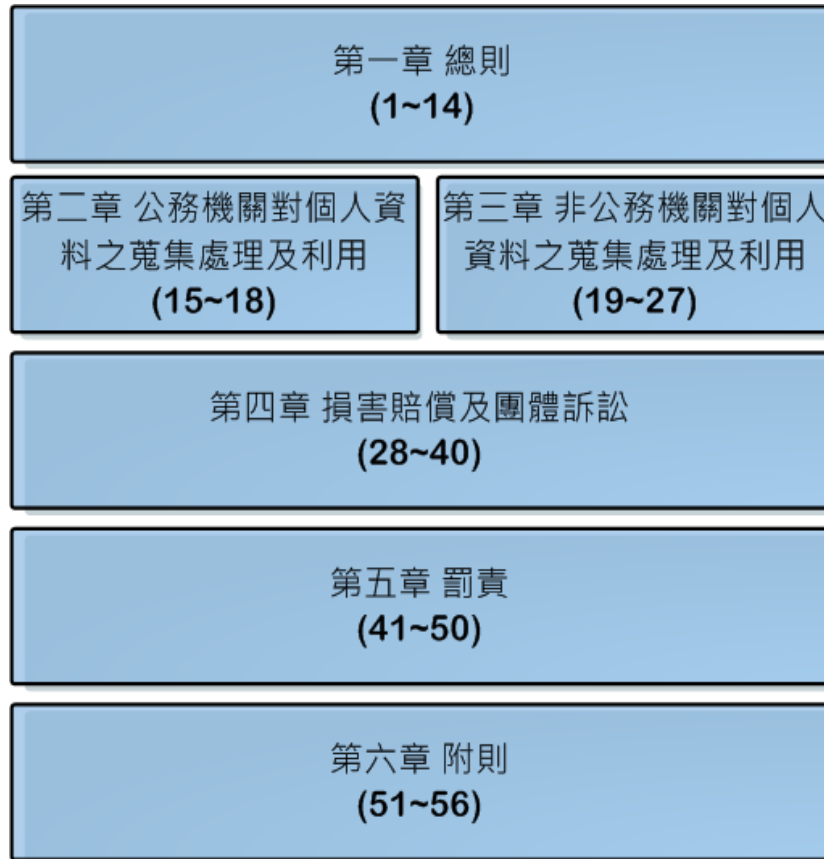 第一章 總則
(1~14)
第二章 公務機關對個人資
料之蒐集處理及利用
(15~18)
第三章 非公務機關對個人
資料之蒐集處理及利用
(19~27)
第四章 損害賠償及團體訴訟
(28~40)
第五章 罰責
(41~50)
第六章 附則
(51~56)